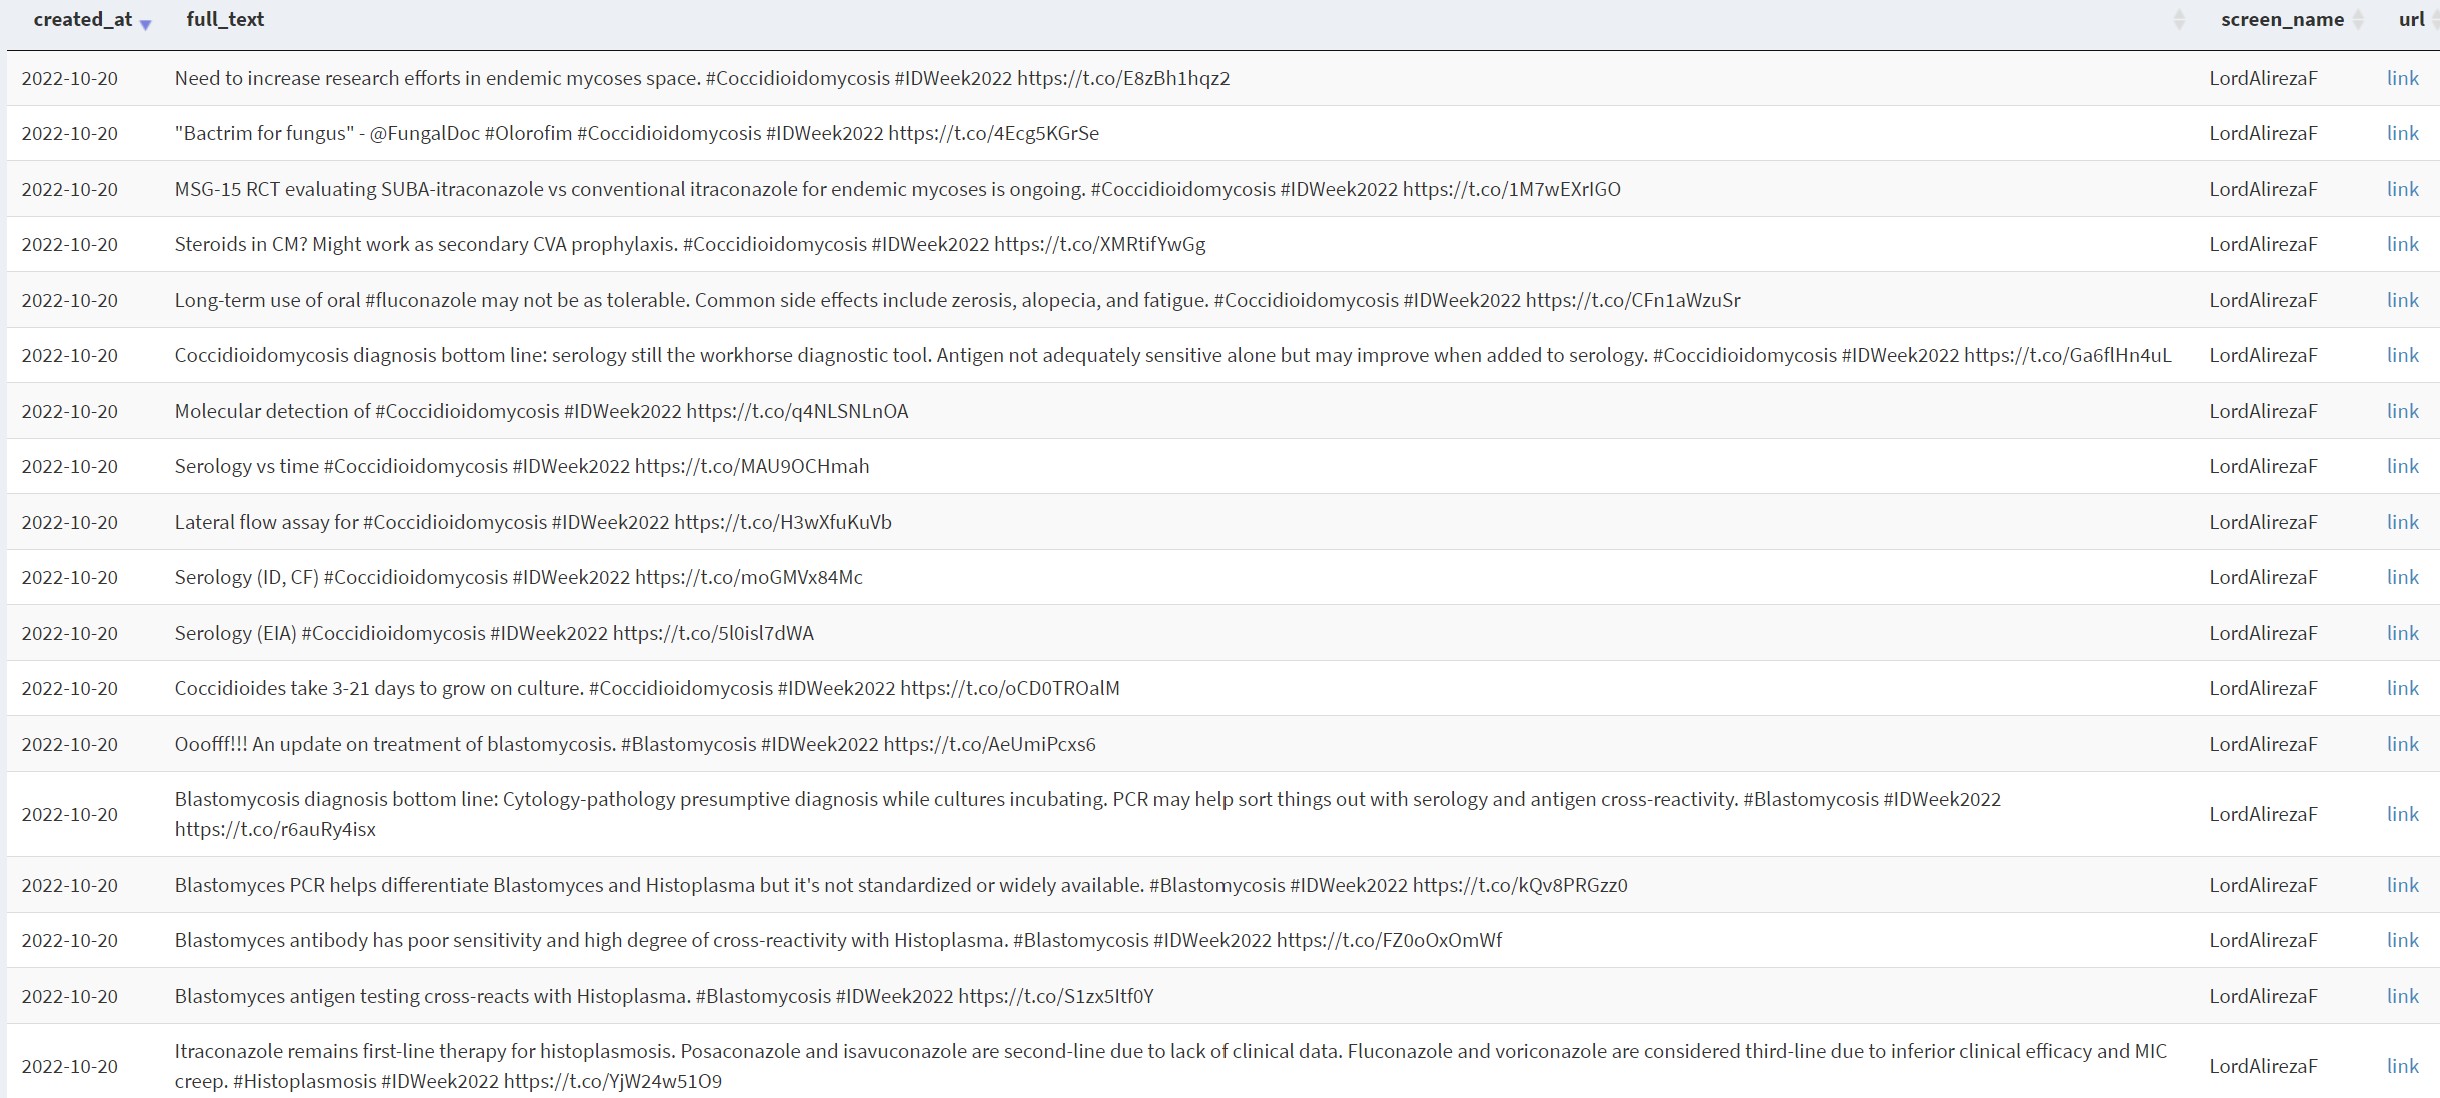 created_at full_text screen_name url
2022-10-20 Need to increase research efforts in endemic mycoses space. #Coccidioidomycosis #IDWeek2022 https://t.co/E8zBh1hqz2 LordAlirezaF link
2022-10-20 "Bactrim for fungus" - @FungalDoc #Olorofim #Coccidioidomycosis #IDWeek2022 https://t.co/4Ecg5KGrSe LordAlirezaF link
2022-10-20 MSG-15 RCT evaluating SUBA-itraconazole vs conventional itraconazole for endemic mycoses is ongoing. #Coccidioidomycosis #IDWeek2022 https://t.co/1M7wEXrIGO LordAlirezaF link
2022-10-20 Steroids in CM? Might work as secondary CVA prophylaxis. #Coccidioidomycosis #IDWeek2022 https://t.co/XMRtifYwGg LordAlirezaF link
2022-10-20 Long-term use of oral #fluconazole may not be as tolerable. Common side effects include zerosis, alopecia, and fatigue. #Coccidioidomycosis #IDWeek2022 https://t.co/CFn1aWzuSr LordAlirezaF link
2022-10-20 Coccidioidomycosis diagnosis bottom line: serology still the workhorse diagnostic tool. Antigen not adequately sensitive alone but may improve when added to serology. #Coccidioidomycosis #IDWeek2022 https://t.co/Ga6flHn4uL LordAlirezaF link
2022-10-20 Molecular detection of #Coccidioidomycosis #IDWeek2022 https://t.co/q4NLSNLnOA LordAlirezaF link
2022-10-20 Serology vs time #Coccidioidomycosis #IDWeek2022 https://t.co/MAU9OCHmah LordAlirezaF link
2022-10-20 Lateral flow assay for #Coccidioidomycosis #IDWeek2022 https://t.co/H3wXfuKuVb LordAlirezaF link
2022-10-20 Serology (ID, CF) #Coccidioidomycosis #IDWeek2022 https://t.co/moGMVx84Mc LordAlirezaF link
2022-10-20 Serology (EIA) #Coccidioidomycosis #IDWeek2022 https://t.co/5l0isl7dWA LordAlirezaF link
2022-10-20 Coccidioides take 3-21 days to grow on culture. #Coccidioidomycosis #IDWeek2022 https://t.co/oCD0TROalM LordAlirezaF link
2022-10-20 Ooofff!!! An update on treatment of blastomycosis. #Blastomycosis #IDWeek2022 https://t.co/AeUmiPcxs6 LordAlirezaF link
2022-10-20 Blastomycosis diagnosis bottom line: Cytology-pathology presumptive diagnosis while cultures incubating. PCR may help sort things out with serology and antigen cross-reactivity. #Blastomycosis #IDWeek2022 LordAlirezaF link
https://t.co/r6auRy4isx
2022-10-20 Blastomyces PCR helps differentiate Blastomyces and Histoplasma but it's not standardized or widely available. #Blastomycosis #IDWeek2022 https://t.co/kQv8PRGzz0 LordAlirezaF link
2022-10-20 Blastomyces antibody has poor sensitivity and high degree of cross-reactivity with Histoplasma. #Blastomycosis #IDWeek2022 https://t.co/FZ0oOxOmWf LordAlirezaF link
2022-10-20 Blastomyces antigen testing cross-reacts with Histoplasma. #Blastomycosis #IDWeek2022 https://t.co/S1zx5Itf0Y LordAlirezaF link
2022-10-20 Itraconazole remains first-line therapy for histoplasmosis. Posaconazole and isavuconazole are second-line due to lack of clinical data. Fluconazole and voriconazole are considered third-line due to inferior clinical efficacy and MIC LordAlirezaF link
creep. #Histoplasmosis #IDWeek2022 https://t.co/YjW24w51O9